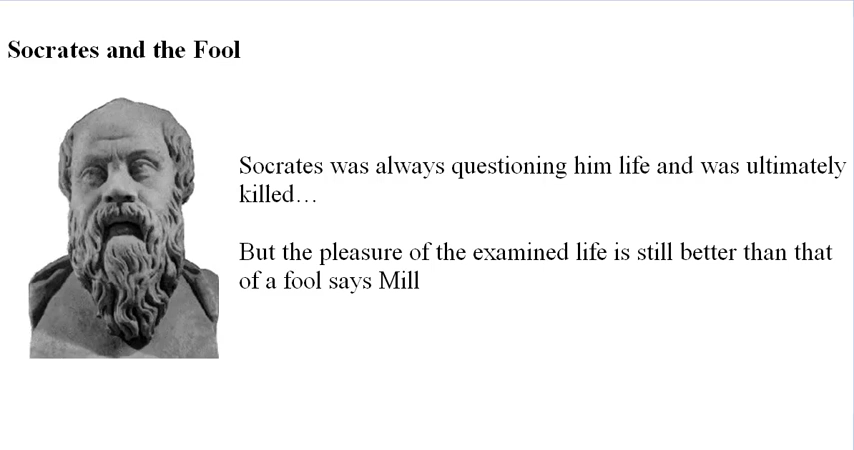 Socrates and the Fool
Socrates was always questioning him life and was ultimately
killed…
But the pleasure of the examined life is still better than that
of a fool says Mill